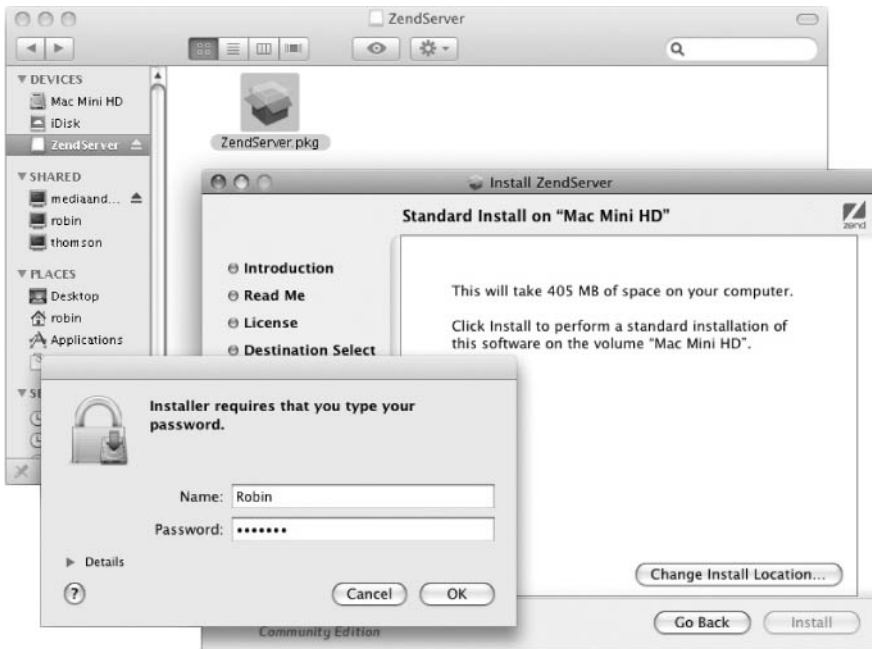 ZendServer
DEVICES
Mac Mini HD
iDisk
ZendServer
SHARED
mediaand...
robin
thomson
PLACES
Desktop
robin
Applications
ZendServer.pkg
Install ZendServer
Standard Install on “Mac Mini HD”
zend
Introduction
Read Me
License
Destination Select
This will take 405 MB of space on your computer.
Click Install to perform a standard installation of
this software on the volume “Mac Mini HD”.
Change Install Location...
Go Back
Install
Community Edition
Installer requires that you type your
password.
Name: Robin
Password: •••••••
Details
?
Cancel
OK